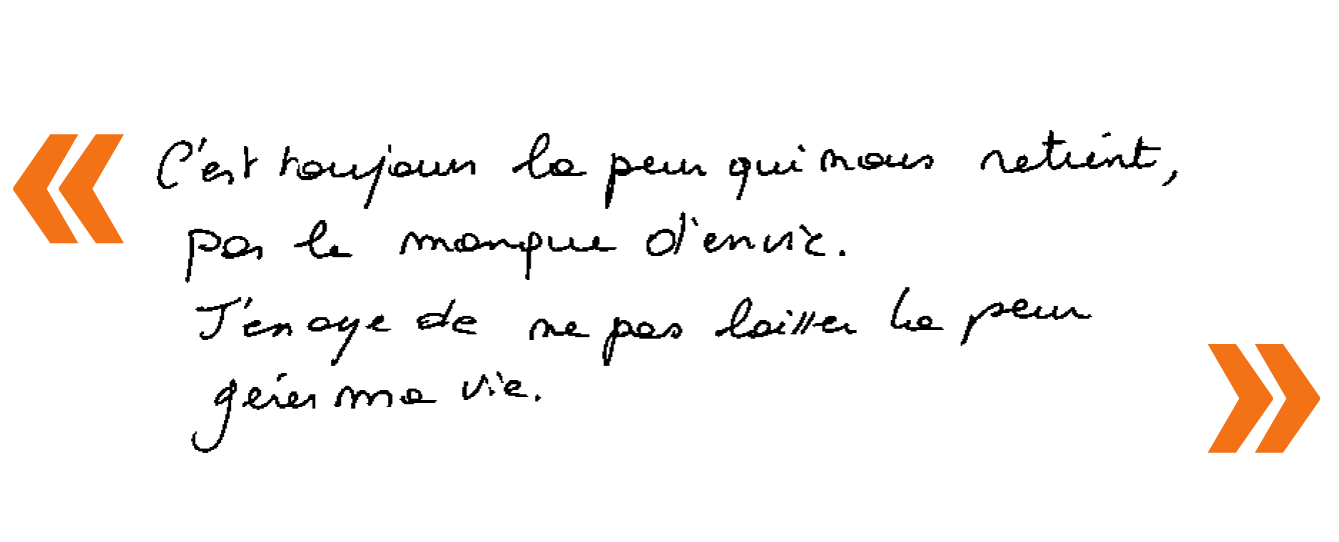 « C'est toujours la peur qui nous retient,
pas le manque d'envie.
J'essaye de ne pas laisser la peur
gérer ma vie. »